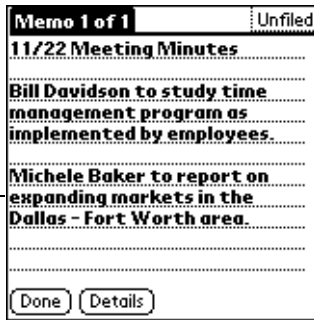 Memo 1 of 1 Unfiled
11/22 Meeting Minutes
Bill Davidson to study time
management program as
implemented by employees.
Michele Baker to report on
expanding markets in the
Dallas - Fort Worth area.
Done Details